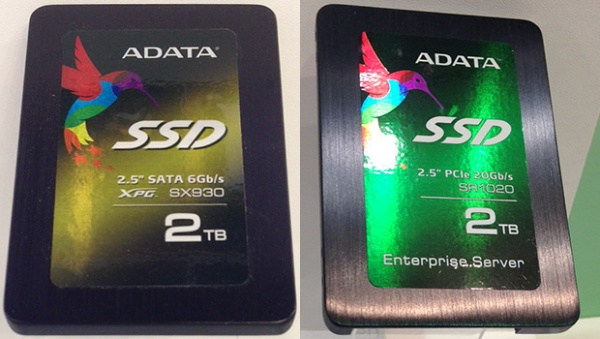 ADATA
SSD
2.5" SATA 6Gb/s
XPG SX930
2TB
ADATA
SSD
2.5" PCIe 20Gb/s
SR1020
2TB
Enterprise Server